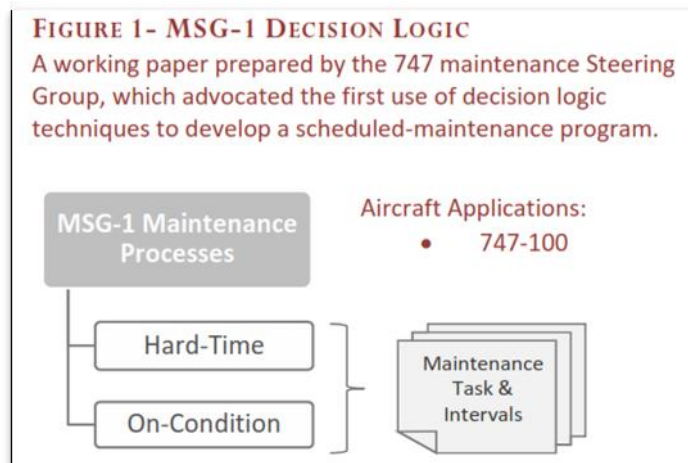 FIGURE 1- MSG-1 DECISION LOGIC
A working paper prepared by the 747 maintenance Steering
Group, which advocated the first use of decision logic
techniques to develop a scheduled-maintenance program.
MSG-1 Maintenance
Processes
Aircraft Applications:
• 747-100
Hard-Time
On-Condition
Maintenance
Task &
Intervals